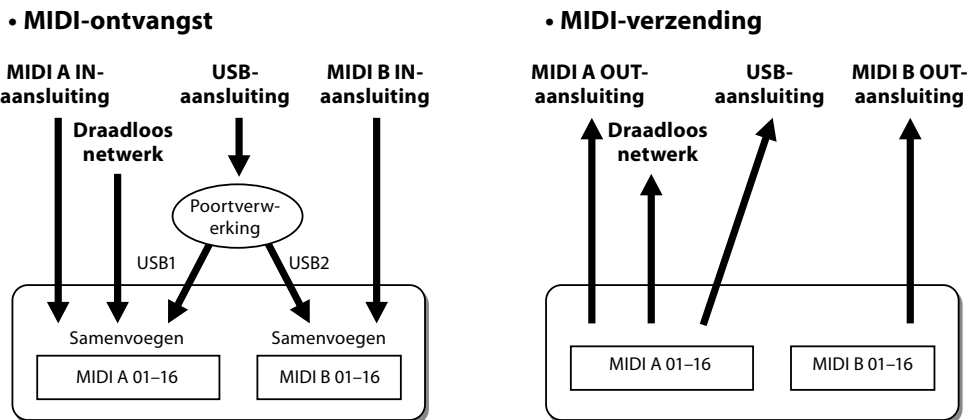 • MIDI-ontvangst
MIDI A IN-
aansluiting
USB-
aansluiting
MIDI B IN-
aansluiting
Draadloos
netwerk
Poortverw-
erking
USB1
USB2
Samenvoegen
Samenvoegen
MIDI A 01–16
MIDI B 01–16
• MIDI-verzending
MIDI A OUT-
aansluiting
USB-
aansluiting
MIDI B OUT-
aansluiting
Draadloos
netwerk
MIDI A 01–16
MIDI B 01–16